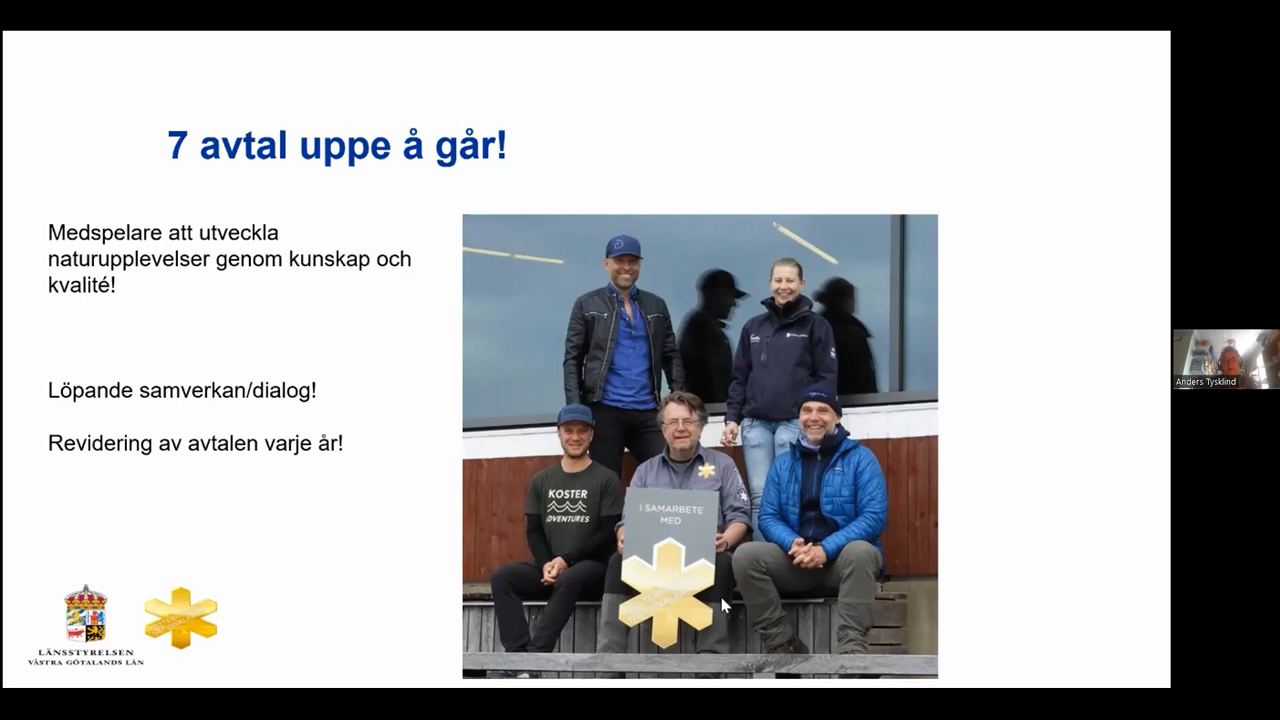 7 avtal uppe å går!
Medspelare att utveckla
naturupplevelser genom kunskap och
kvalité!
Löpande samverkan/dialog!
Revidering av avtalen varje år!
KOSTER
ADVENTURES
I SAMARBETE
MED
LÄNSSTYRELSEN
VÄSTRA GÖTALANDS LÄN
Anders Tysklind